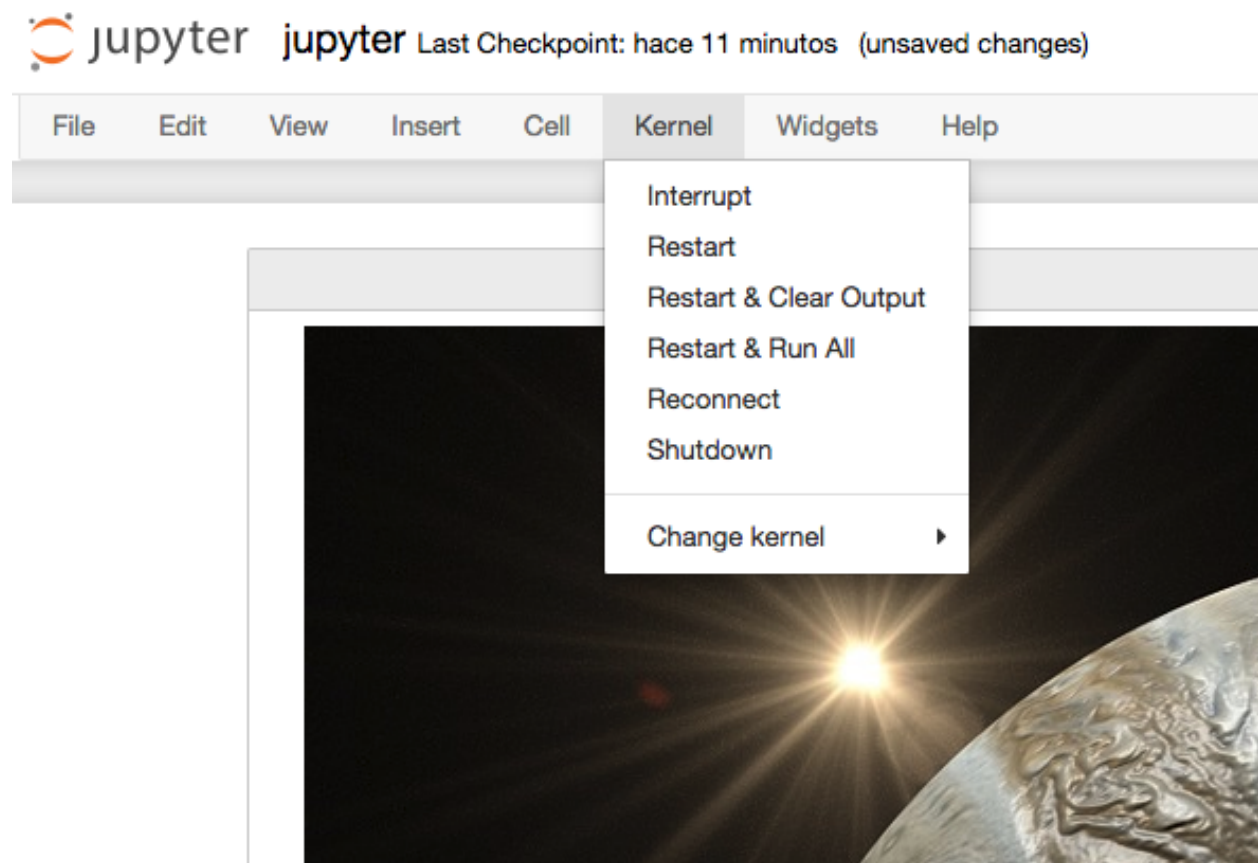 jupyter jupyter Last Checkpoint: hace 11 minutos (unsaved changes)
File Edit View Insert Cell Kernel Widgets Help
Interrupt
Restart
Restart & Clear Output
Restart & Run All
Reconnect
Shutdown
Change kernel